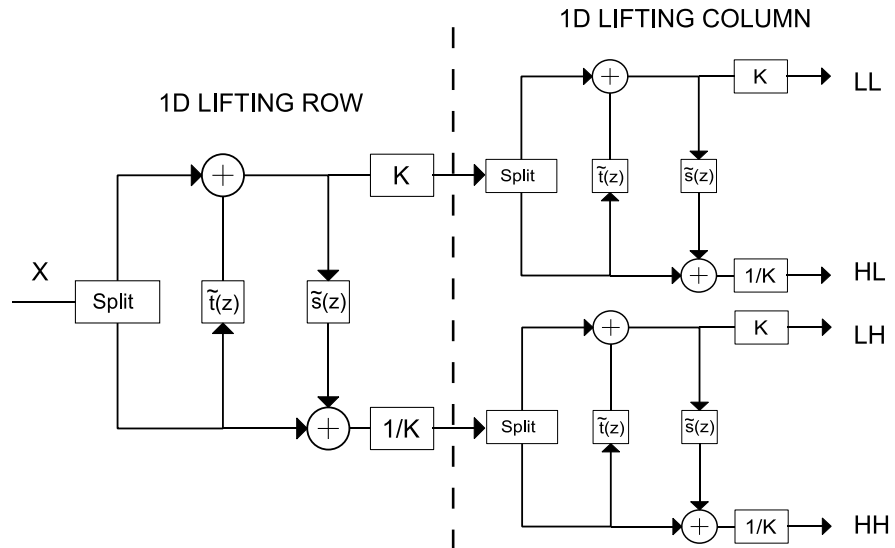 1D LIFTING COLUMN
1D LIFTING ROW
X
Split
t̃(z)
s̃(z)
K
1/K
Split
t̃(z)
s̃(z)
K
LL
1/K
HL
Split
t̃(z)
s̃(z)
K
LH
1/K
HH